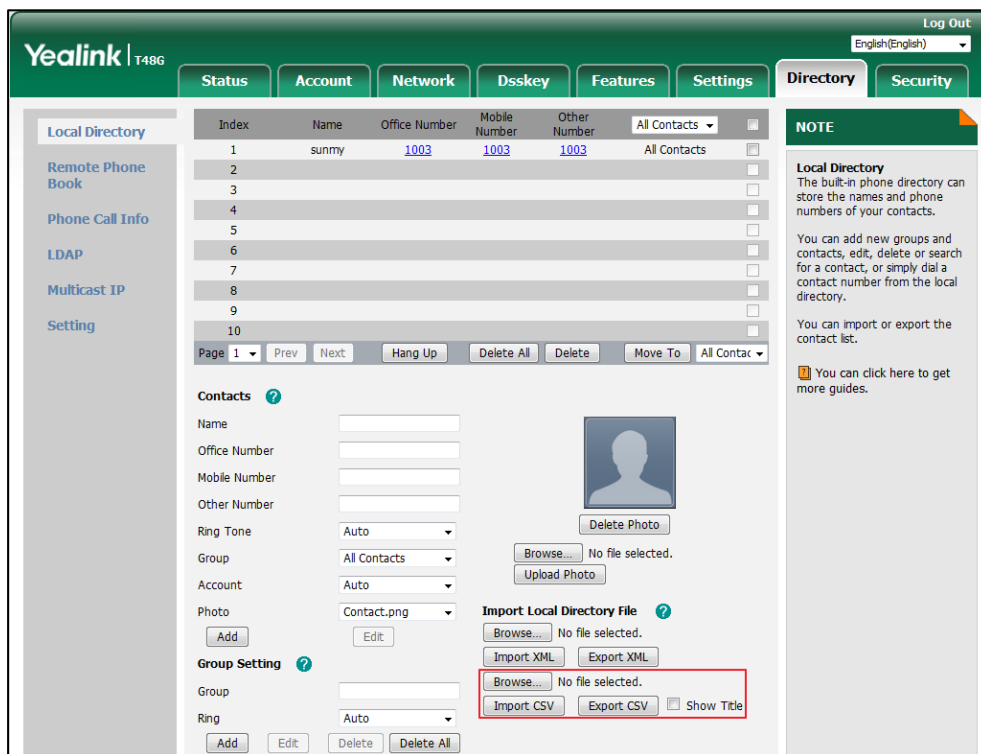 Log Out
Yealink | T48G
English(English)
Status Account Network Dsskey Features Settings Directory Security
Local Directory
Remote Phone
Book
Phone Call Info
LDAP
Multicast IP
Setting
Index Name Office Number Mobile Number Other Number All Contacts
1 sunmy 1003 1003 1003 All Contacts
2
3
4
5
6
7
8
9
10
Page 1 Prev Next Hang Up Delete All Delete Move To All Contac
Contacts ?
Name
Office Number
Mobile Number
Other Number
Ring Tone Auto
Group All Contacts
Account Auto
Photo Contact.png
Add Edit
Delete Photo
Browse... No file selected.
Upload Photo
Import Local Directory File ?
Browse... No file selected.
Import XML Export XML
Browse... No file selected.
Import CSV Export CSV Show Title
Group Setting ?
Group
Ring Auto
Add Edit Delete Delete All
NOTE
Local Directory
The built-in phone directory can
store the names and phone
numbers of your contacts.
You can add new groups and
contacts, edit, delete or search
for a contact, or simply dial a
contact number from the local
directory.
You can import or export the
contact list.
? You can click here to get
more guides.